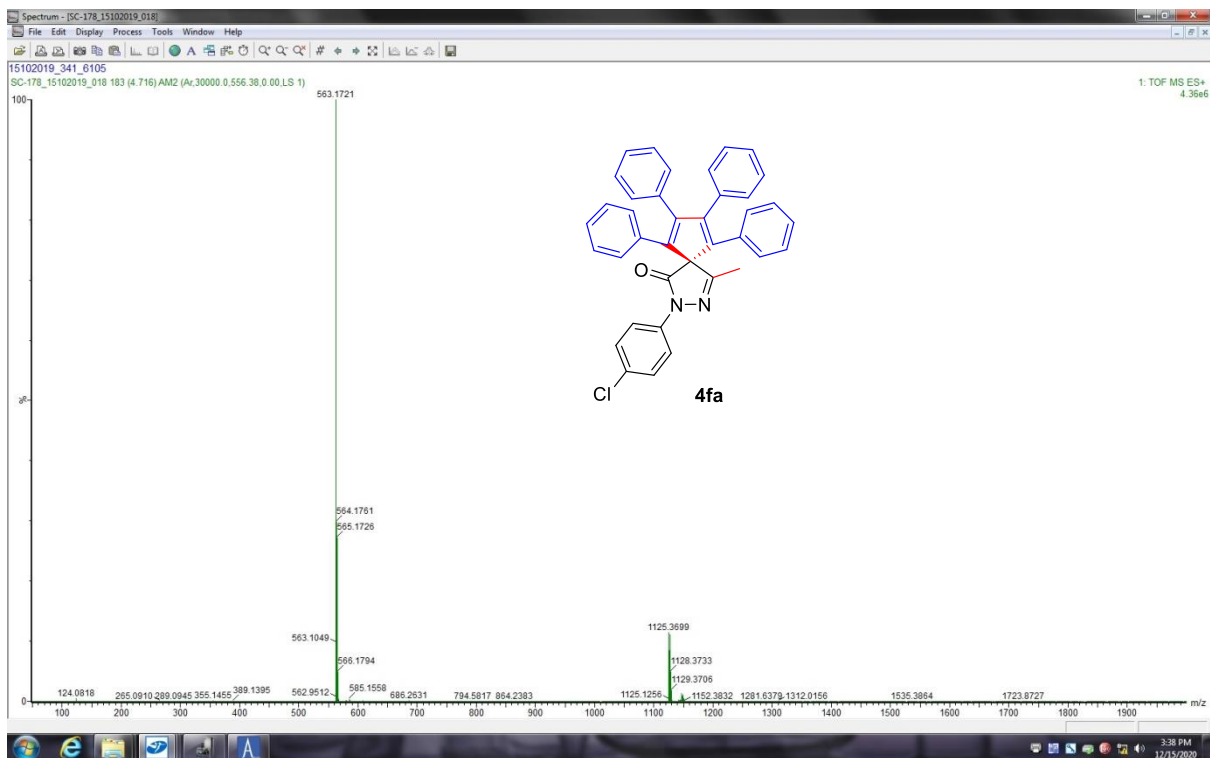 Spectrum - [SC-178_15102019_018]
File Edit Display Process Tools Window Help
15102019_341_6105
SC-178_15102019_018 183 (4.716) AM2 (Ar,30000.0,556.38,0.00,LS 1)
1: TOF MS ES+
4.36e6
100
563.1721
O
N
N
Cl
4fa
%
564.1761
565.1726
563.1049
566.1794
562.9512
585.1558
124.0818
265.0910
289.0945
355.1455
389.1395
686.2631
794.5817
864.2383
1125.3699
1128.3733
1129.3706
1125.1256
1152.3832
1281.6379
1312.0156
1535.3864
1723.8727
0
m/z
100 200 300 400 500 600 700 800 900 1000 1100 1200 1300 1400 1500 1600 1700 1800 1900
3:38 PM
12/15/2020